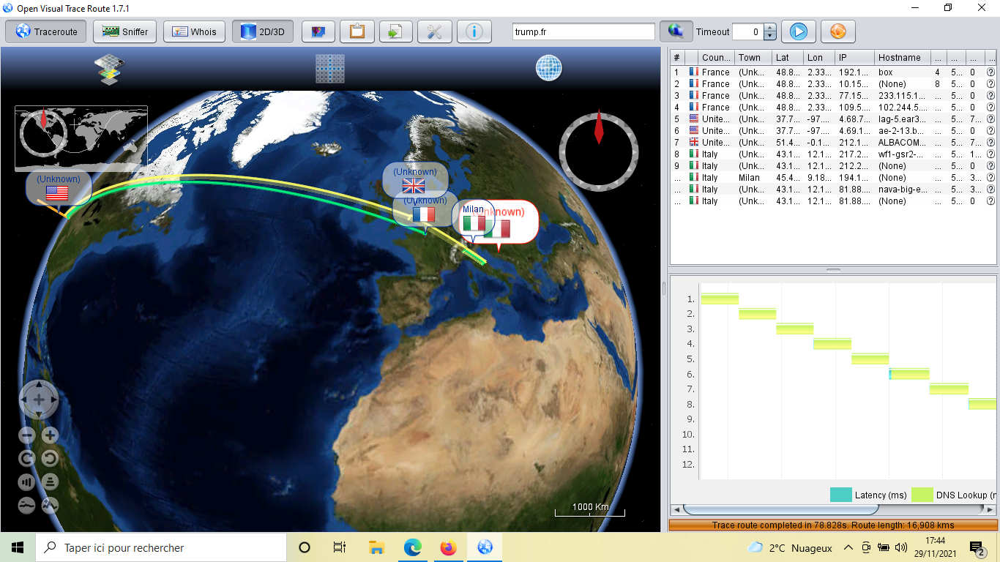 Open Visual Trace Route 1.7.1
Traceroute Sniffer Whois 2D/3D trump.fr Timeout 0
# Coun... Town Lat Lon IP Hostname ... ... ... ...
1 France (Unk... 48.8... 2.33... 192.1... box 4 5... 0
2 France (Unk... 48.8... 2.33... 10.15... (None) 8 5... 0
3 France (Unk... 48.8... 2.33... 77.15... 233.115.1... ... 5... 0
4 France (Unk... 48.8... 2.33... 109.5... 102.244.5... ... 5... 0
5 Unite... (Unk... 37.7... -97.... 4.68.7... lag-5.ear3... ... 5... 7...
6 Unite... (Unk... 37.7... -97.... 4.69.1... ae-2-13.b... ... 5... 0
7 Unite... (Unk... 51.4... -0.1... 212.1... ALBACOM... ... 5... 7...
8 Italy (Unk... 43.1... 12.1... 217.2... wf1-gsr2-... ... 5... 1...
9 Italy (Unk... 43.1... 12.1... 212.2... (None) ... 5... 0
... Italy Milan 45.4... 9.18... 194.1... (None) ... 5... 3...
... Italy (Unk... 43.1... 12.1... 81.88.... nava-big-e... ... 5... 3...
... Italy (Unk... 43.1... 12.1... 81.88.... (None) ... 5... 0
(Unknown)
(Unknown)
(Unknown)
Milan
(Unknown)
1000 Km
1.
2.
3.
4.
5.
6.
7.
8.
9.
10.
11.
12.
Latency (ms) DNS Lookup (
Trace route completed in 78.828s. Route length: 16,908 kms
Taper ici pour rechercher
2°C Nuageux
17:44
29/11/2021
2